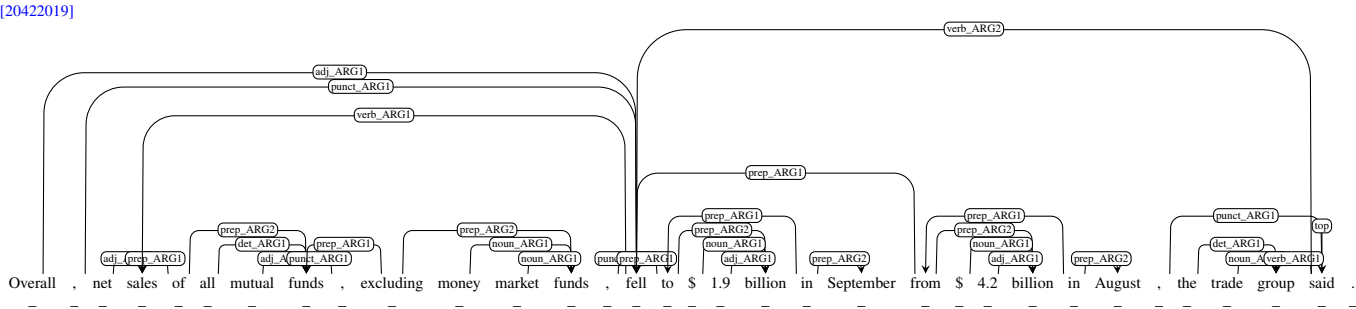 [20422019]
verb_ARG2
adj_ARG1
punct_ARG1
verb_ARG1
prep_ARG1
prep_ARG1 prep_ARG1 punct_ARG1
prep_ARG2 prep_ARG2 prep_ARG2 prep_ARG2 top
det_ARG1 prep_ARG1 noun_ARG1 noun_ARG1 noun_ARG1 det_ARG1
prep_ARG1 punct_ARG1 noun_ARG1 prep_ARG1 adj_ARG1 prep_ARG2 adj_ARG1 prep_ARG2 verb_ARG1
Overall , net sales of all mutual funds , excluding money market funds , fell to $ 1.9 billion in September from $ 4.2 billion in August , the trade group said .
_ _ _ _ _ _ _ _ _ _ _ _ _ _ _ _ _ _ _ _ _ _ _ _ _ _ _ _ _ _ _ _ _